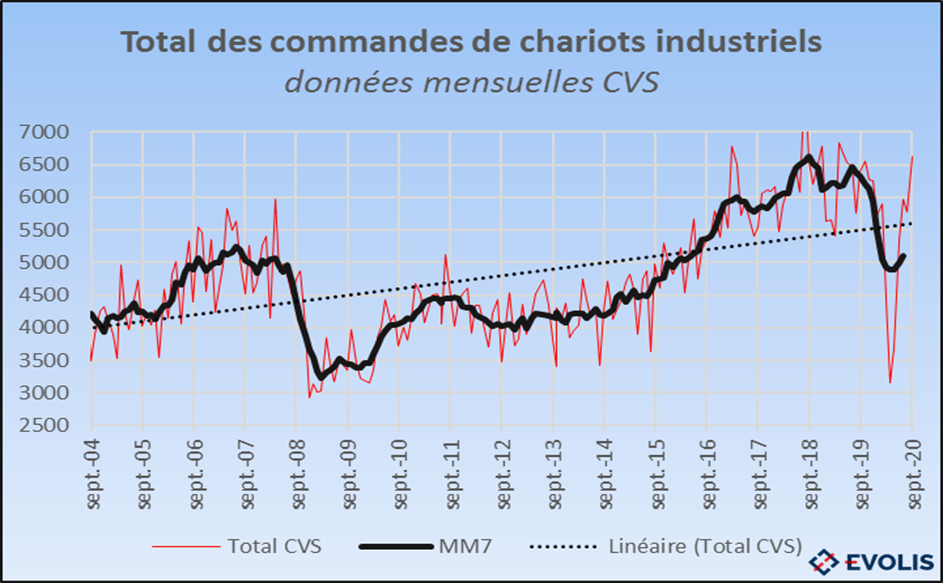 Total des commandes de chariots industriels
données mensuelles CVS
7000
6500
6000
5500
5000
4500
4000
3500
3000
2500
sept.-04
sept.-05
sept.-06
sept.-07
sept.-08
sept.-09
sept.-10
sept.-11
sept.-12
sept.-13
sept.-14
sept.-15
sept.-16
sept.-17
sept.-18
sept.-19
sept.-20
Total CVS MM7 Linéaire (Total CVS)
EVOLIS